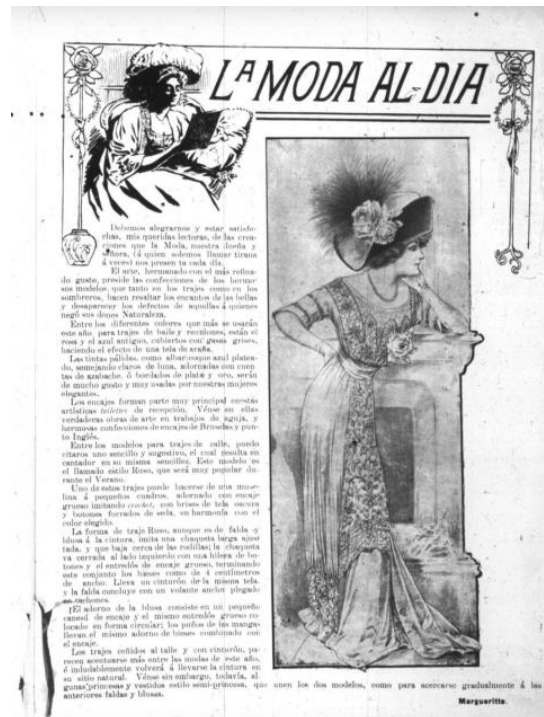 LA MODA AL DIA
Debemos alegrarnos y estar satisfe-
chas, mis queridas lectoras, de las crea-
ciones que la Moda, nuestra dueña y
señora, (á quien solemos llamar tirana
á veces) nos presenta cada día.
El arte, hermanado con el más refina-
do gusto, preside las confecciones de los hermo-
sos modelos, que tanto en los trajes como en los
sombreros, hacen resaltar los encantos de las bellas
y desaparecer los defectos de aquellas á quienes
negó sus dones Naturaleza.
Entre los diferentes colores que más se usarán
este año, para trajes de baile y reuniones, están el
rosa y el azul antiguo, cubiertos con gasas grises,
haciendo el efecto de una tela de araña.
Las tintas pálidas, como albaricoque azul platea-
do, semejando claros de luna, adornadas con cuen-
tas de azabache, ó bordados de plata y oro, serán
de mucho gusto y muy usadas por nuestras mujeres
elegantes.
Los encajes forman parte muy principal en estas
artísticas toilettes de recepción. Vénse en ellas
verdaderas obras de arte en trabajos de aguja, y
hermosas confecciones de encajes de Bruselas y pun-
to Inglés.
Entre los modelos para trajes de calle, puedo
citaros uno sencillo y sugestivo, el cual resulta en
cantador en su misma sencillez. Este modelo es
el llamado estilo Ruso, que será muy popular du-
rante el Verano.
Uno de estos trajes puede hacerse de una muse-
lina á pequeños cuadros, adornado con encaje
grueso imitando crochet, con brises de tela oscura
y botones forrados de seda, en harmonía con el
color elegido.
La forma de traje Ruso, aunque es de falda y
blusa á la cintura, imita una chaqueta larga ajus
tada, y que baja cerca de las rodillas; la chaqueta
va cerrada al lado izquierdo con una hilera de bo-
tones y el entredós de encaje grueso, terminando
este conjunto los bieses como de 4 centímetros
de ancho. Lleva un cinturón de la misma tela
y la falda concluye con un volante ancho plegado
en tachones.
El adorno de la blusa consiste en un pequeño
canesú de encaje y el mismo entredós grueso co-
locado en forma circular; los puños de las mangas
llevan el mismo adorno de bieses combinado con
el encaje.
Los trajes ceñidos al talle y con cinturón, pa-
recen acentuarse más entre las modas de este año,
é indudablemente volverá á llevarse la cintura en
su sitio natural. Vénse sin embargo, todavía, al-
gunas princesas y vestidos estilo semi-princesa, que unen los dos modelos, como para acercarse gradualmente á las
anteriores faldas y blusas.
Margueritte.